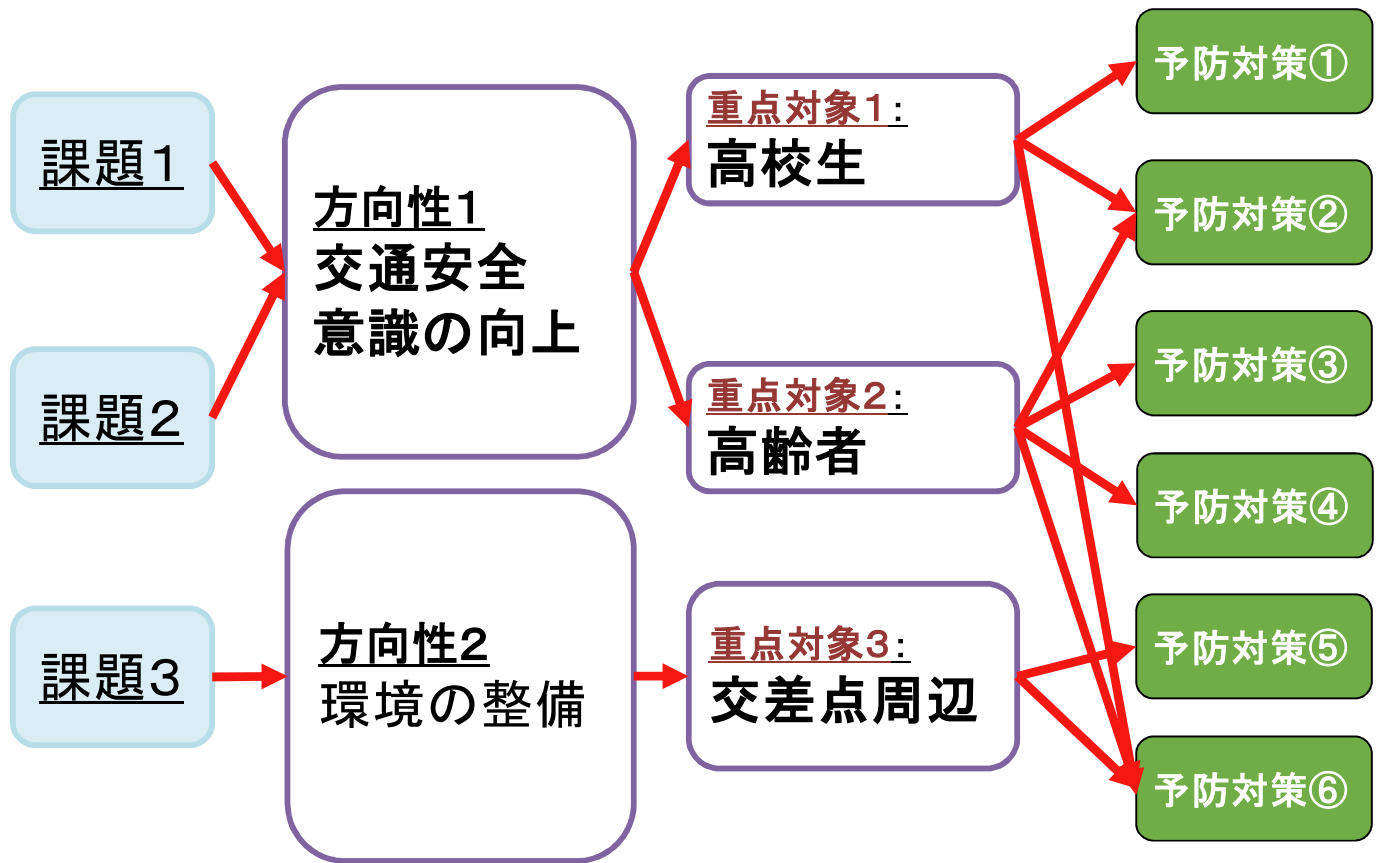 課題１
課題２
課題３
方向性１
交通安全
意識の向上
方向性２
環境の整備
重点対象１：
高校生
重点対象２：
高齢者
重点対象３：
交差点周辺
予防対策①
予防対策②
予防対策③
予防対策④
予防対策⑤
予防対策⑥